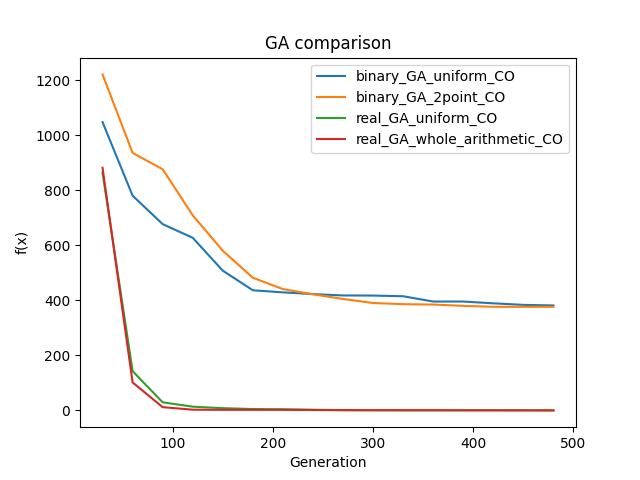 GA comparison
binary_GA_uniform_CO
binary_GA_2point_CO
real_GA_uniform_CO
real_GA_whole_arithmetic_CO
f(x)
1200
1000
800
600
400
200
0
100 200 300 400 500
Generation